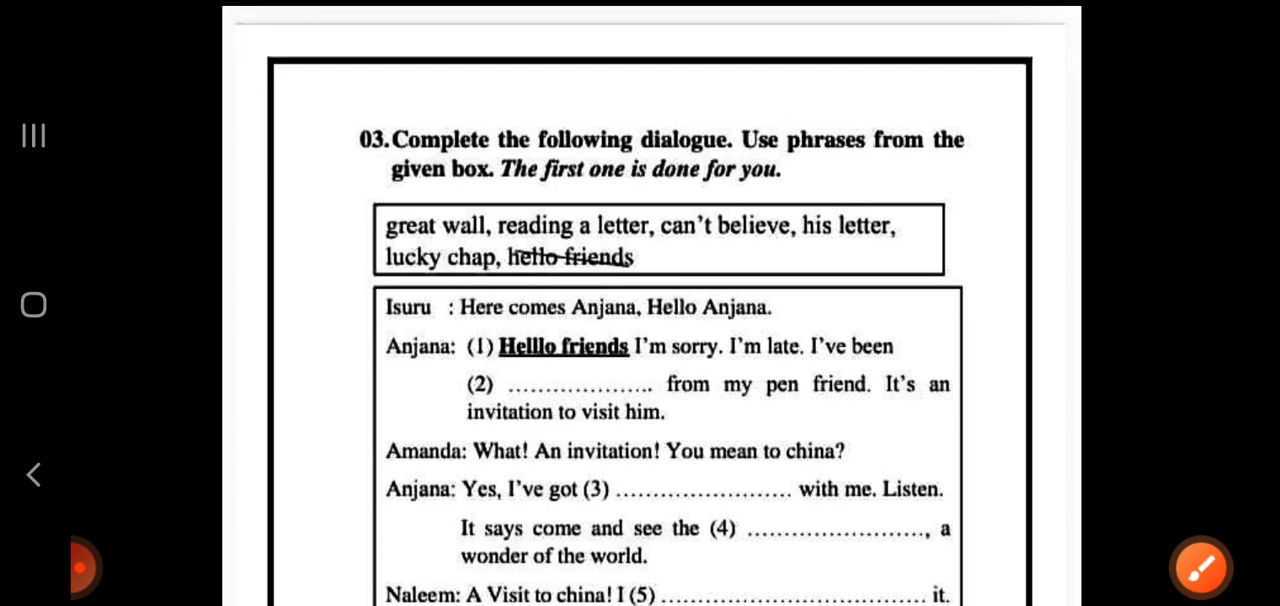 03.Complete the following dialogue. Use phrases from the
given box. The first one is done for you.
great wall, reading a letter, can't believe, his letter,
lucky chap, hello friends
Isuru : Here comes Anjana, Hello Anjana.
Anjana: (1) Helllo friends I'm sorry. I'm late. I've been
(2) .................... from my pen friend. It's an
invitation to visit him.
Amanda: What! An invitation! You mean to china?
Anjana: Yes, I've got (3) ........................ with me. Listen.
It says come and see the (4) ........................, a
wonder of the world.
Naleem: A Visit to china! I (5) .................................... it.